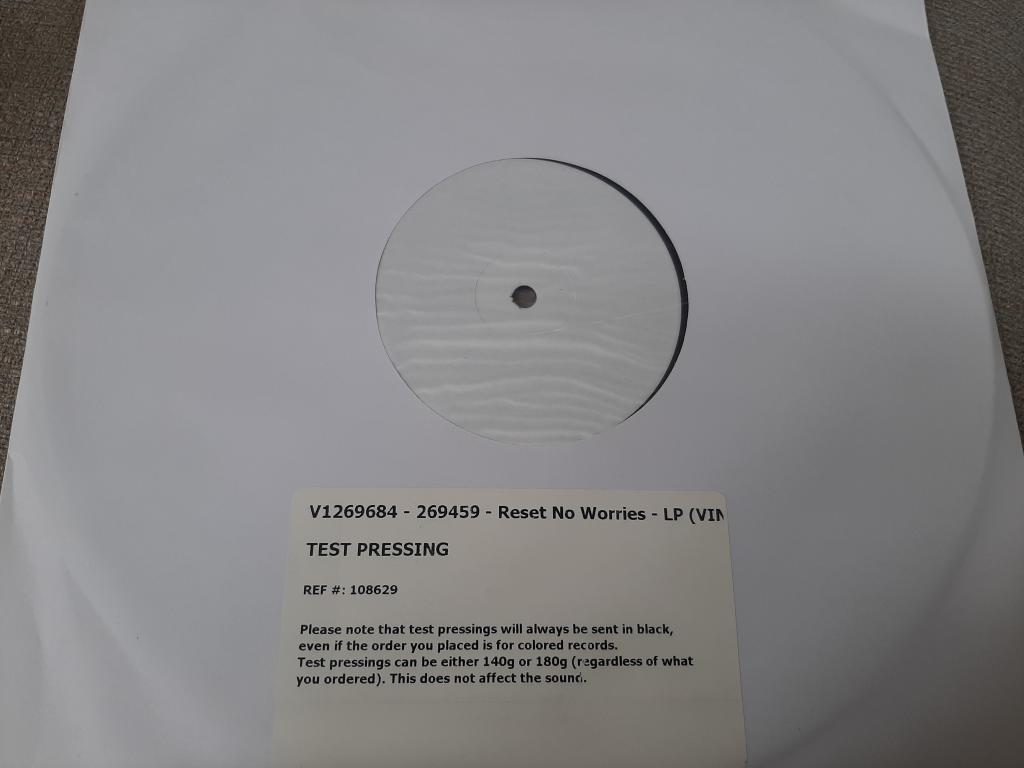 V1269684 - 269459 - Reset No Worries - LP (VIN
TEST PRESSING
REF #: 108629
Please note that test pressings will always be sent in black,
even if the order you placed is for colored records.
Test pressings can be either 140g or 180g (regardless of what
you ordered). This does not affect the sound.